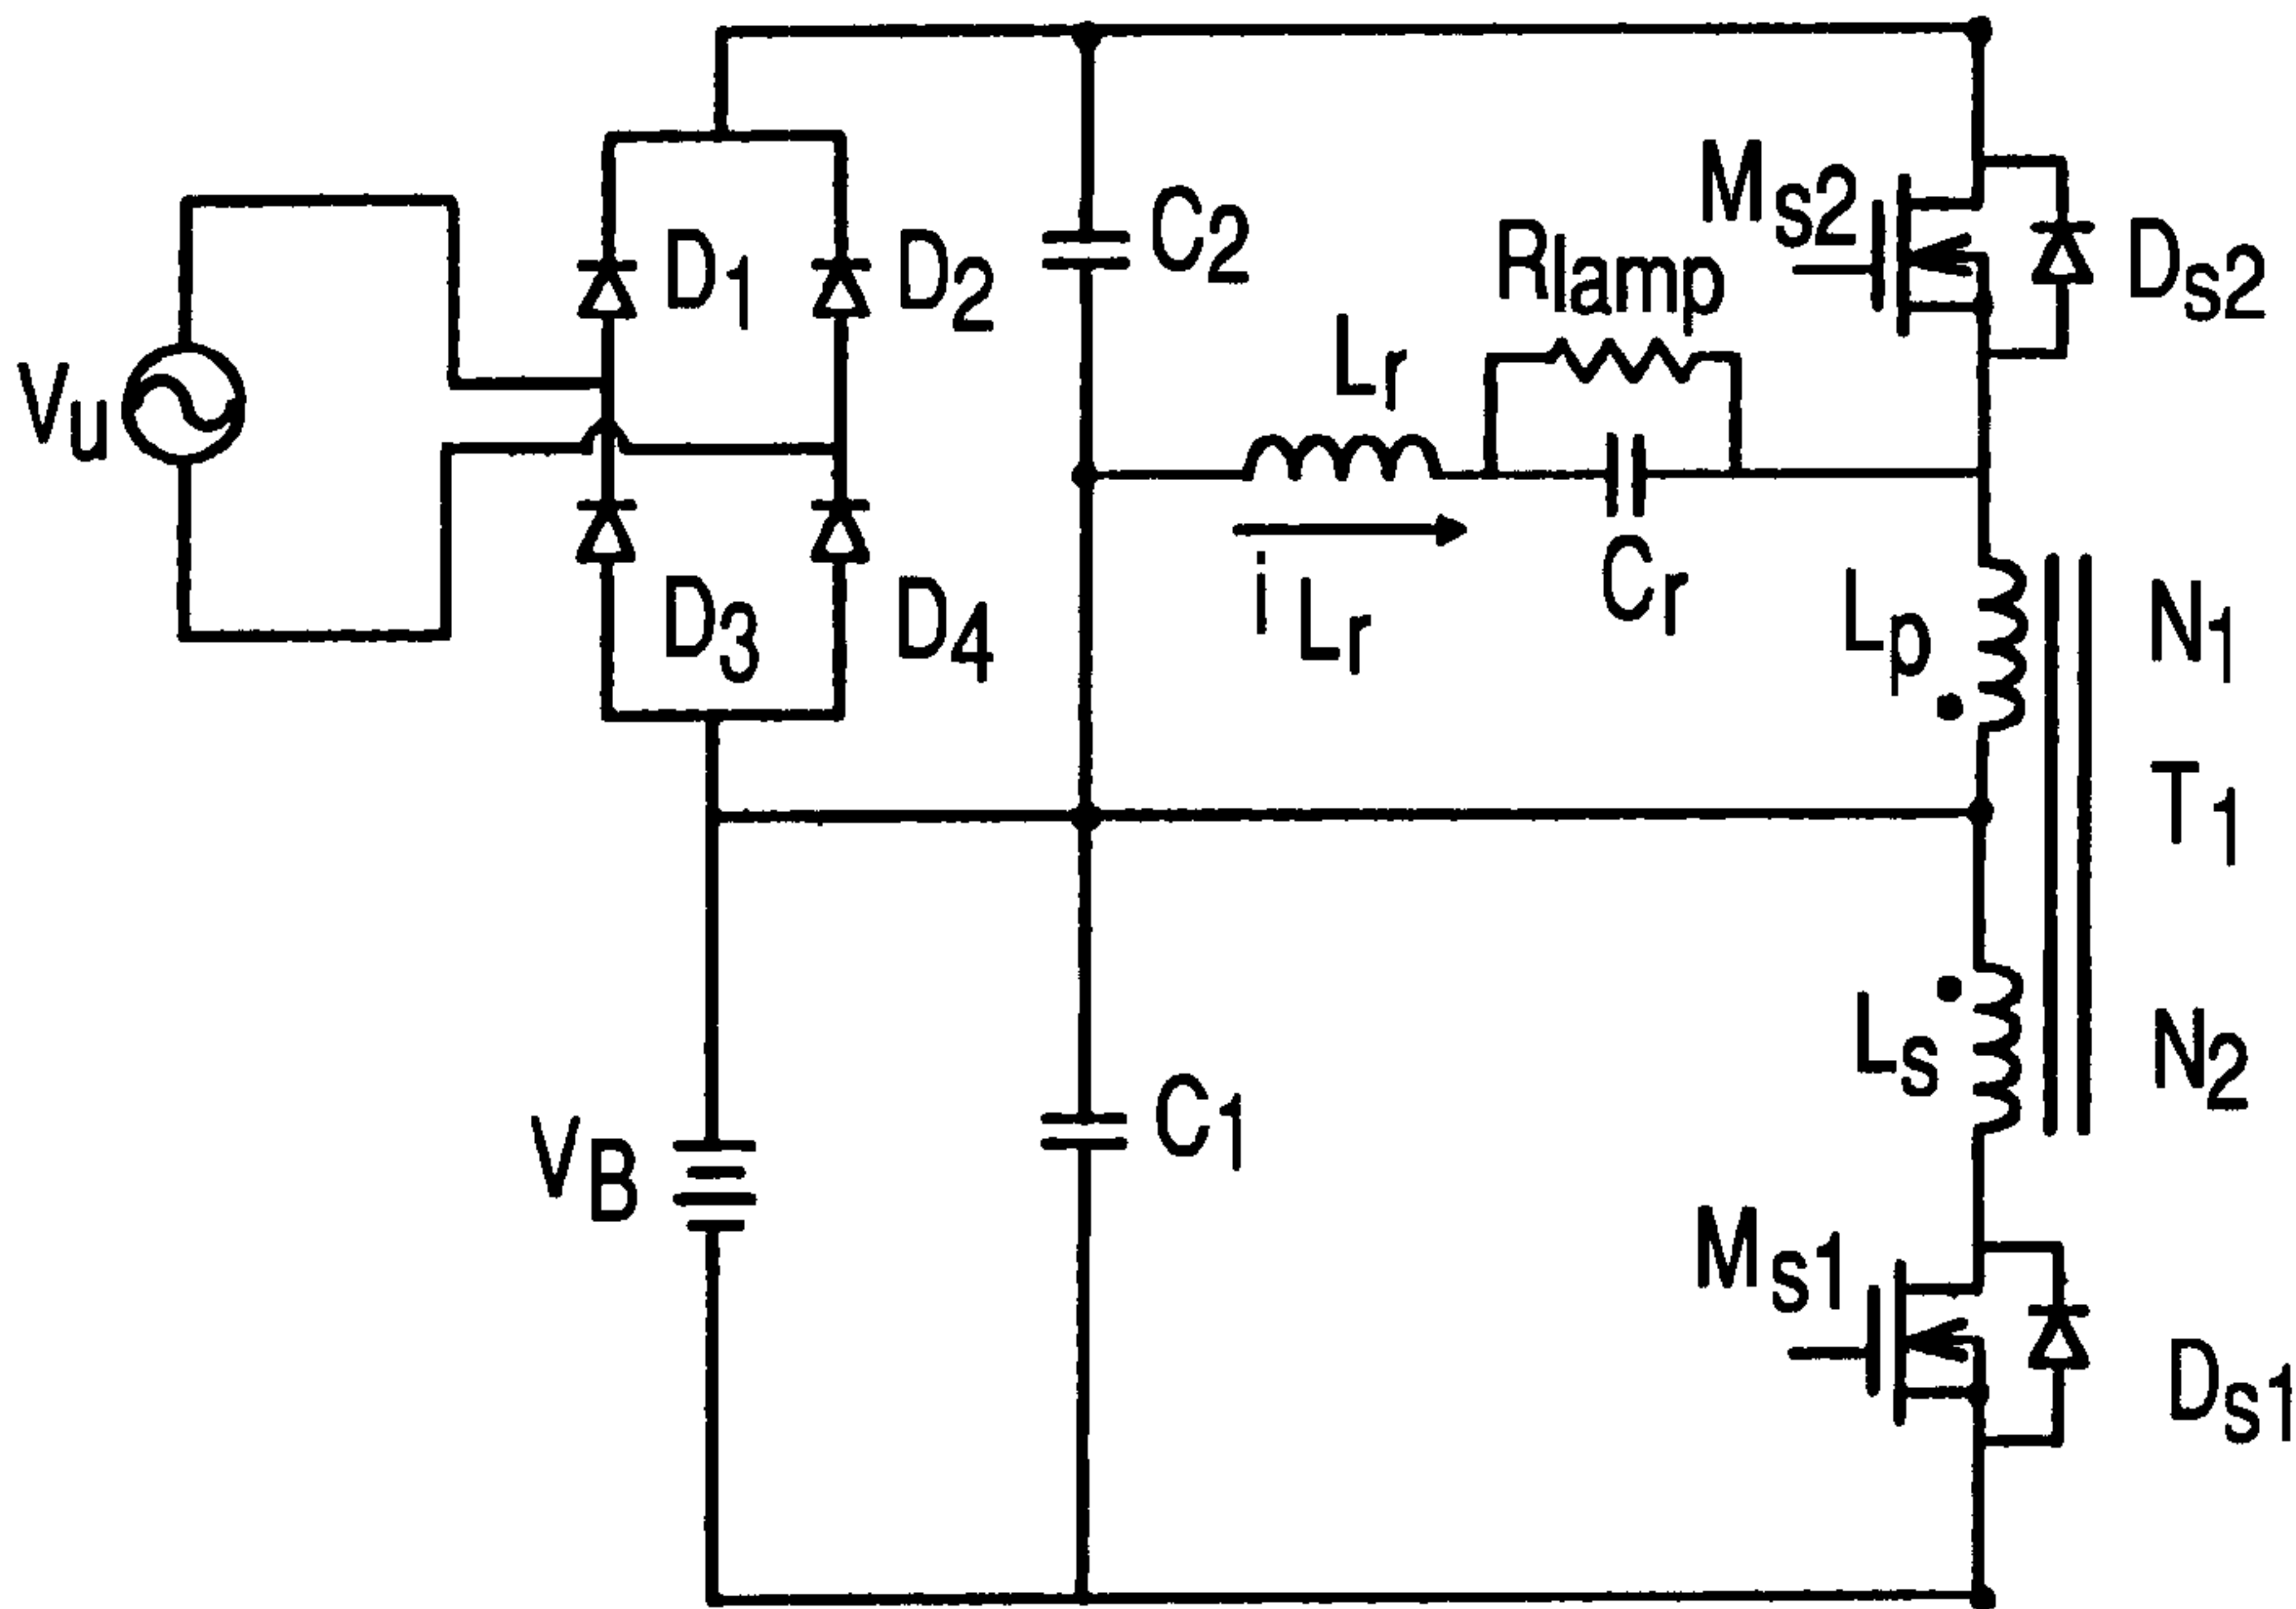 Vu
D1
D2
D3
D4
C2
Ms2
Ds2
Rlamp
Lr
iLr
Cr
Lp
N1
T1
Ls
N2
VB
C1
Ms1
Ds1